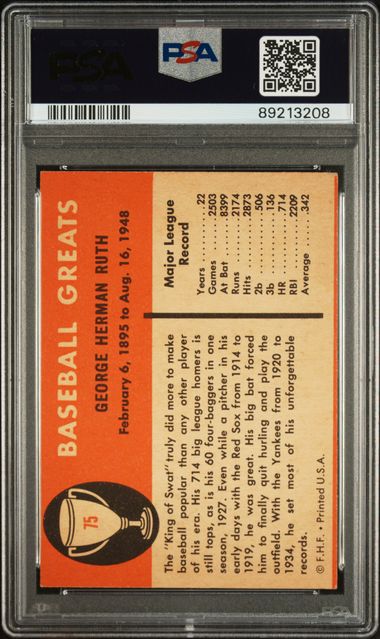 PSA
PSA
89213208
75
BASEBALL GREATS
GEORGE HERMAN RUTH
February 6, 1895 to Aug. 16, 1948
The "King of Swat" truly did more to make
baseball popular than any other player
of his era. His 714 big league homers is
still tops, as is his 60 four-baggers in one
season, 1927. Even while a pitcher in his
early days with the Red Sox from 1914 to
1919, he was great. His big bat forced
him to finally quit hurling and play the
outfield. With the Yankees from 1920 to
1934, he set most of his unforgettable
records.
© F.H.F. • Printed U.S.A.
Major League
Record
Years ........ 22
Games ...... 2503
At Bat ...... 8399
Runs ....... 2174
Hits ........ 2873
2b .......... 506
3b .......... 136
HR .......... 714
RBI ........ 2209
Average ..... .342